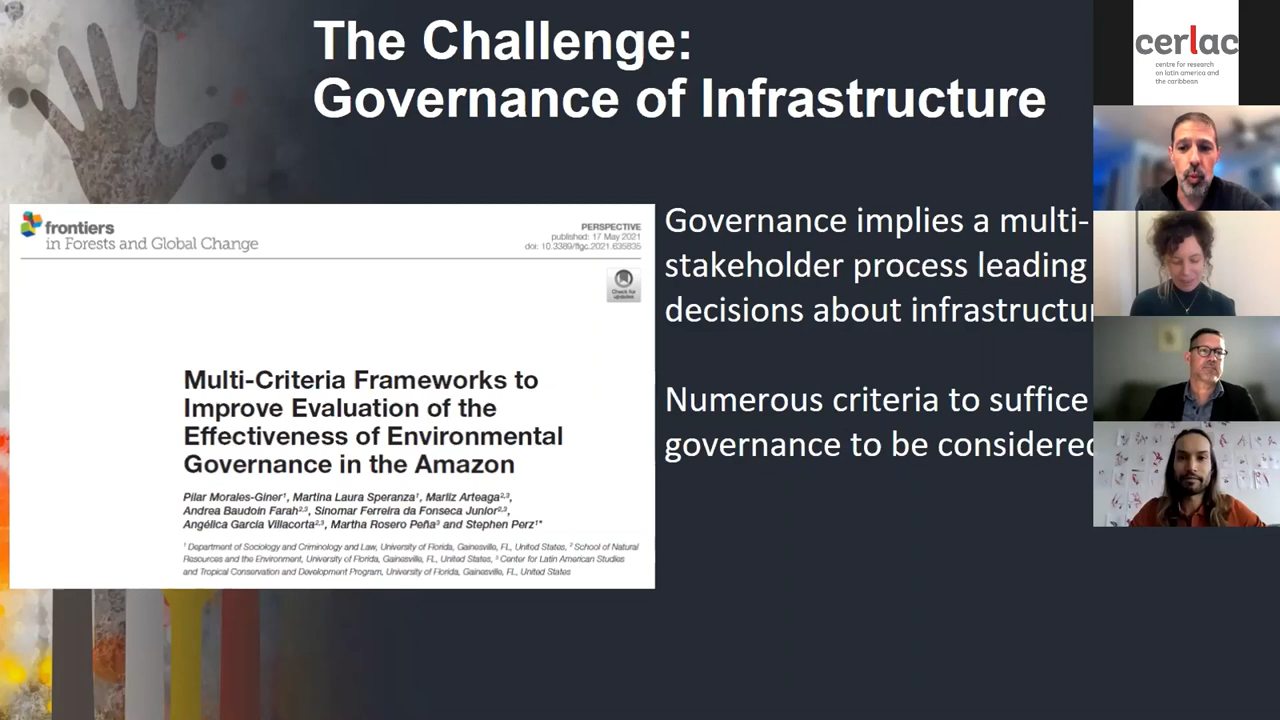 The Challenge:
Governance of Infrastructure
cerlac
centre for research
on latin america and
the caribbean
frontiers
in Forests and Global Change
PERSPECTIVE
published: 17 May 2021
doi: 10.3389/ffgc.2021.635835
Check for
updates
Multi-Criteria Frameworks to
Improve Evaluation of the
Effectiveness of Environmental
Governance in the Amazon
Pilar Morales-Giner¹, Martina Laura Speranza¹, Marliz Arteaga²,³,
Andrea Baudoin Farah²,³, Sinomar Ferreira da Fonseca Junior²,³,
Angélica García Villacorta²,³, Martha Rosero Peña³ and Stephen Perz¹*
¹ Department of Sociology and Criminology and Law, University of Florida, Gainesville, FL, United States, ² School of Natural
Resources and the Environment, University of Florida, Gainesville, FL, United States, ³ Center for Latin American Studies
and Tropical Conservation and Development Program, University of Florida, Gainesville, FL, United States
Governance implies a multi-
stakeholder process leading
decisions about
Numerous criteria to suffice
governance to be considered